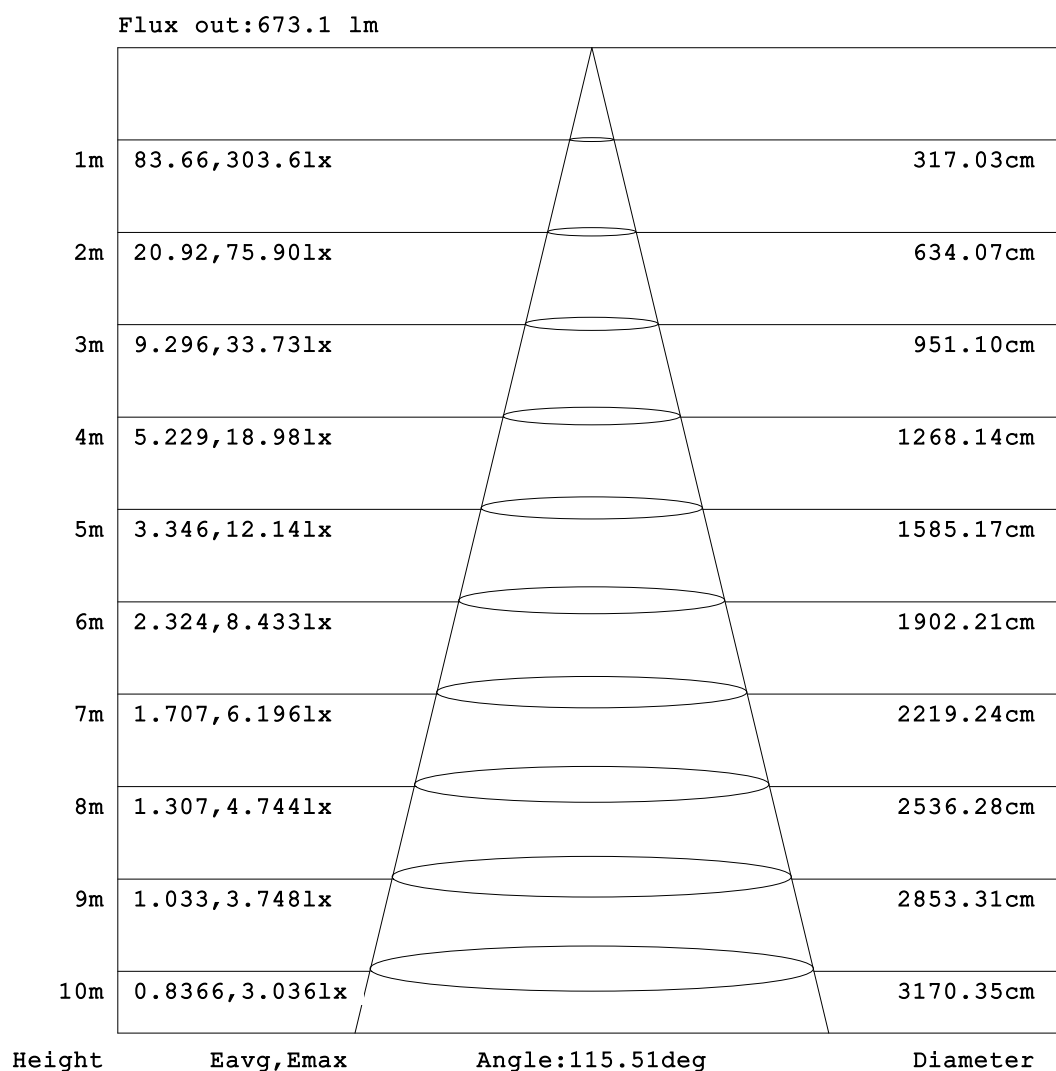 Flux out:673.1 lm
1m 83.66,303.6lx 317.03cm
2m 20.92,75.90lx 634.07cm
3m 9.296,33.73lx 951.10cm
4m 5.229,18.98lx 1268.14cm
5m 3.346,12.14lx 1585.17cm
6m 2.324,8.433lx 1902.21cm
7m 1.707,6.196lx 2219.24cm
8m 1.307,4.744lx 2536.28cm
9m 1.033,3.748lx 2853.31cm
10m 0.8366,3.036lx 3170.35cm
Height Eavg,Emax Angle:115.51deg Diameter